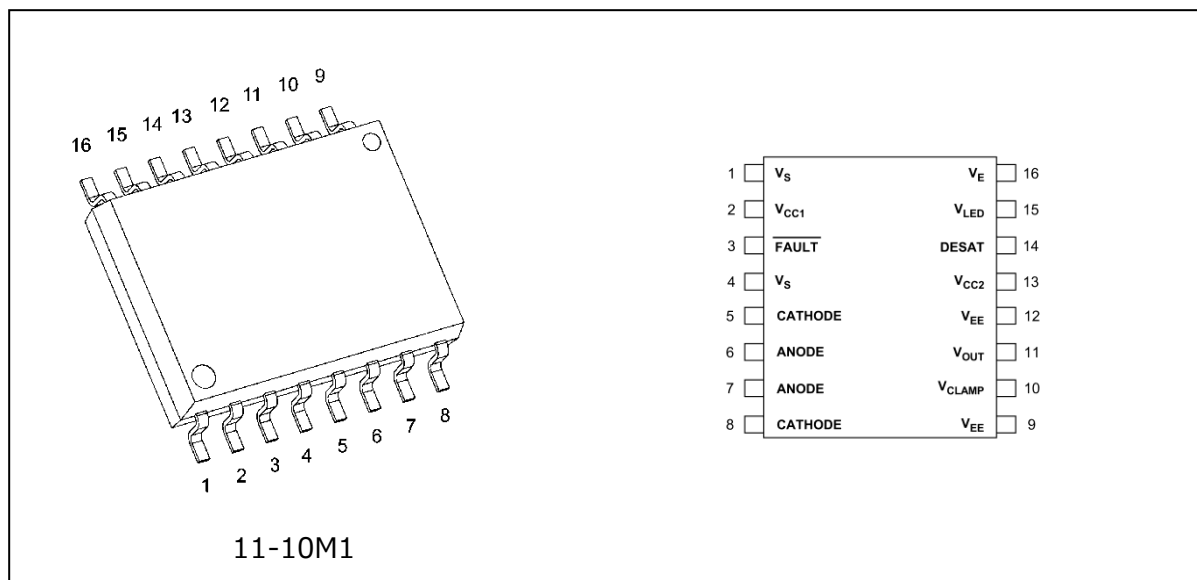 16 15 14 13 12 11 10 9
1 2 3 4 5 6 7 8
11-10M1
1 VS VE 16
2 VCC1 VLED 15
3 FAULT DESAT 14
4 VS VCC2 13
5 CATHODE VEE 12
6 ANODE VOUT 11
7 ANODE VCLAMP 10
8 CATHODE VEE 9